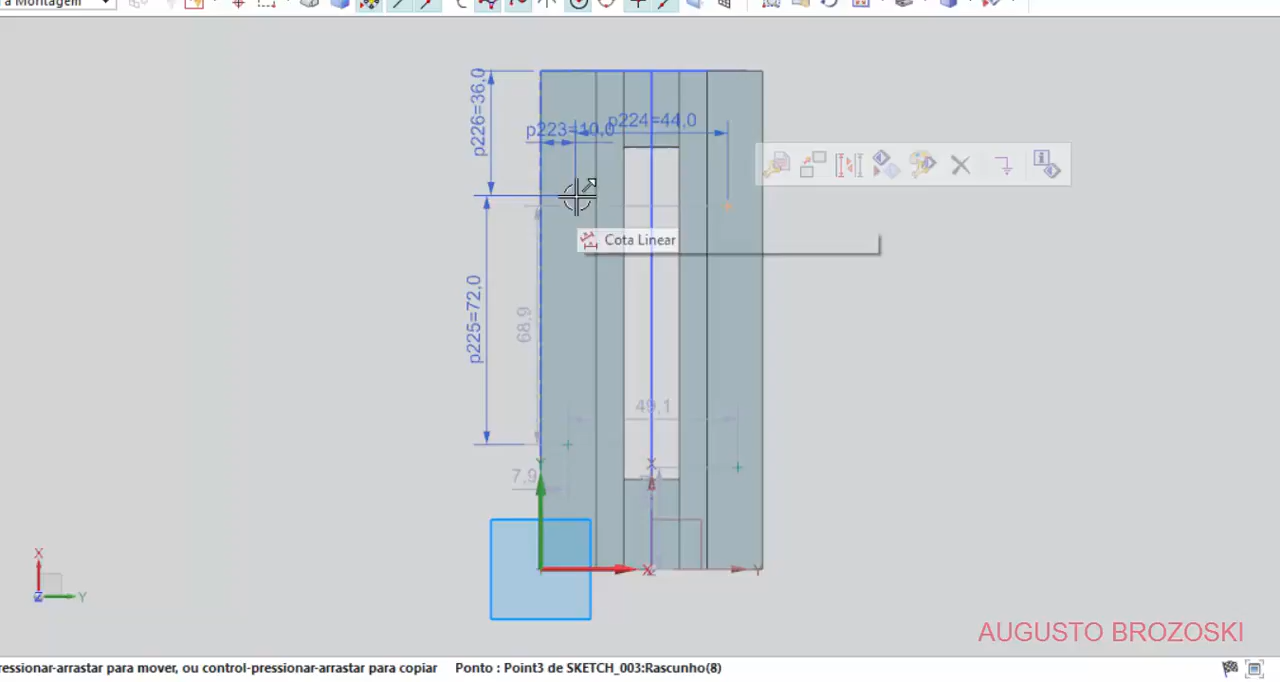 a Montagem
p226=36,0
p223=10,0
p224=44,0
Cota Linear
p225=72,0
68,9
49,1
7,9
Y
X
X
Y
X
Z
Y
AUGUSTO BROZOSKI
ressionar-arrastar para mover, ou control-pressionar-arrastar para copiar Ponto : Point3 de SKETCH_003:Rascunho(8)